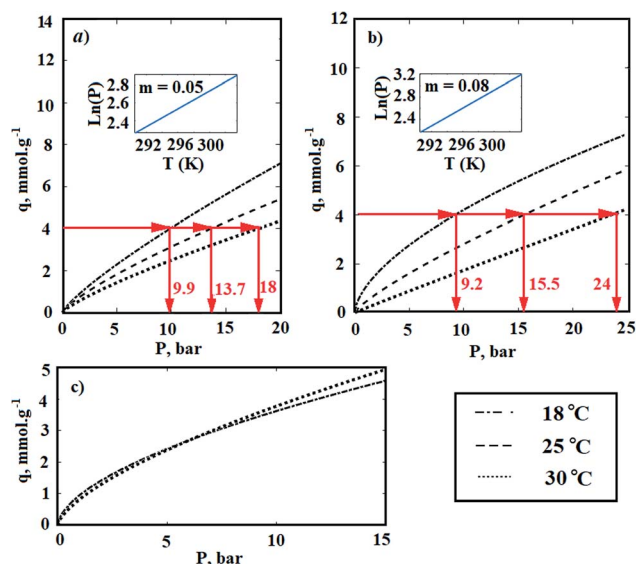 a)
14
12
10
8
6
4
2
0
q, mmol.g-1
Ln(P)
2.8
2.6
2.4
m = 0.05
292 296 300
T (K)
9.9 13.7 18
0 5 10 15 20
P, bar
b)
12
10
8
6
4
2
0
q, mmol.g-1
Ln(P)
3.2
2.8
2.4
m = 0.08
292 296 300
T (K)
9.2 15.5 24
0 5 10 15 20 25
P, bar
c)
5
4
3
2
1
0
q, mmol.g-1
0 5 10 15
P, bar
18 °C
25 °C
30 °C